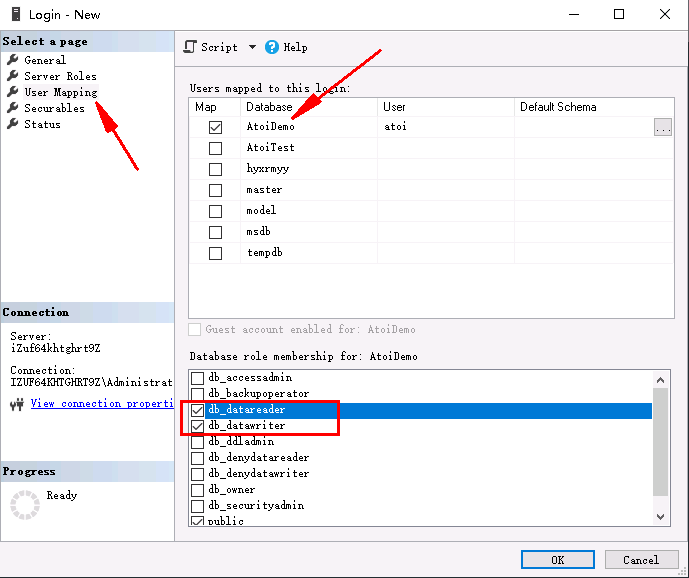 Login - New
Select a page
General
Server Roles
User Mapping
Securables
Status
Script
Help
Users mapped to this login:
Map Database User Default Schema
AtoiDemo atoi ...
AtoiTest
hyxrmyy
master
model
msdb
tempdb
Guest account enabled for: AtoiDemo
Database role membership for: AtoiDemo
db_accessadmin
db_backupoperator
db_datareader
db_datawriter
db_ddladmin
db_denydatareader
db_denydatawriter
db_owner
db_securityadmin
public
Connection
Server:
iZuf64khtghrt9Z
Connection:
IZUF64KHTGHRT9Z\Administrat
View connection properti
Progress
Ready
OK
Cancel